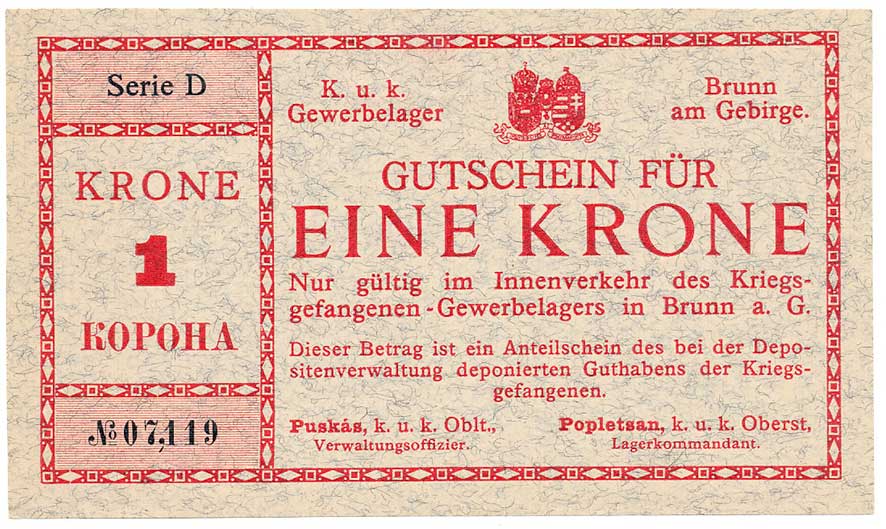 Serie D
KRONE
1
КОРОНА
№ 07,119
K. u. k.
Gewerbelager
Brunn
am Gebirge.
GUTSCHEIN FÜR
EINE KRONE
Nur gültig im Innenverkehr des Kriegs-
gefangenen-Gewerbelagers in Brunn a. G.
Dieser Betrag ist ein Anteilschein des bei der Depo-
sitenverwaltung deponierten Guthabens der Kriegs-
gefangenen.
Puskás, k. u. k. Oblt.,
Verwaltungsoffizier.
Popletsan, k. u. k. Oberst,
Lagerkommandant.